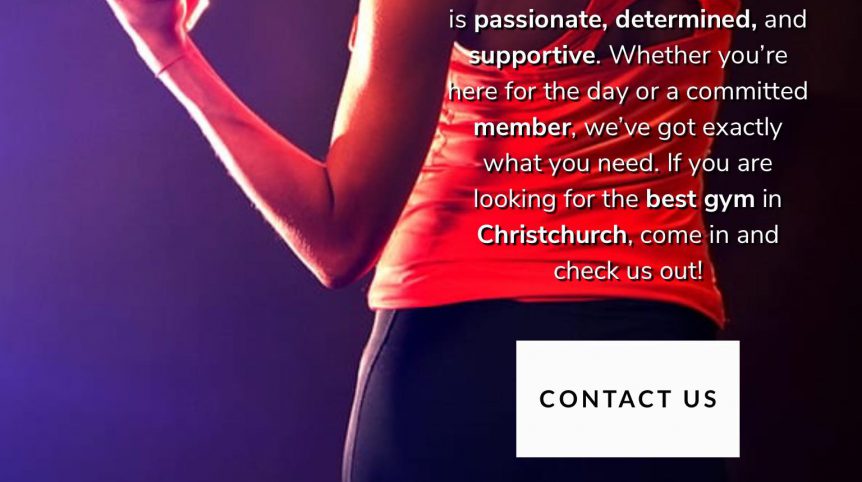 is passionate, determined, and
supportive. Whether you’re
here for the day or a committed
member, we’ve got exactly
what you need. If you are
looking for the best gym in
Christchurch, come in and
check us out!
CONTACT US